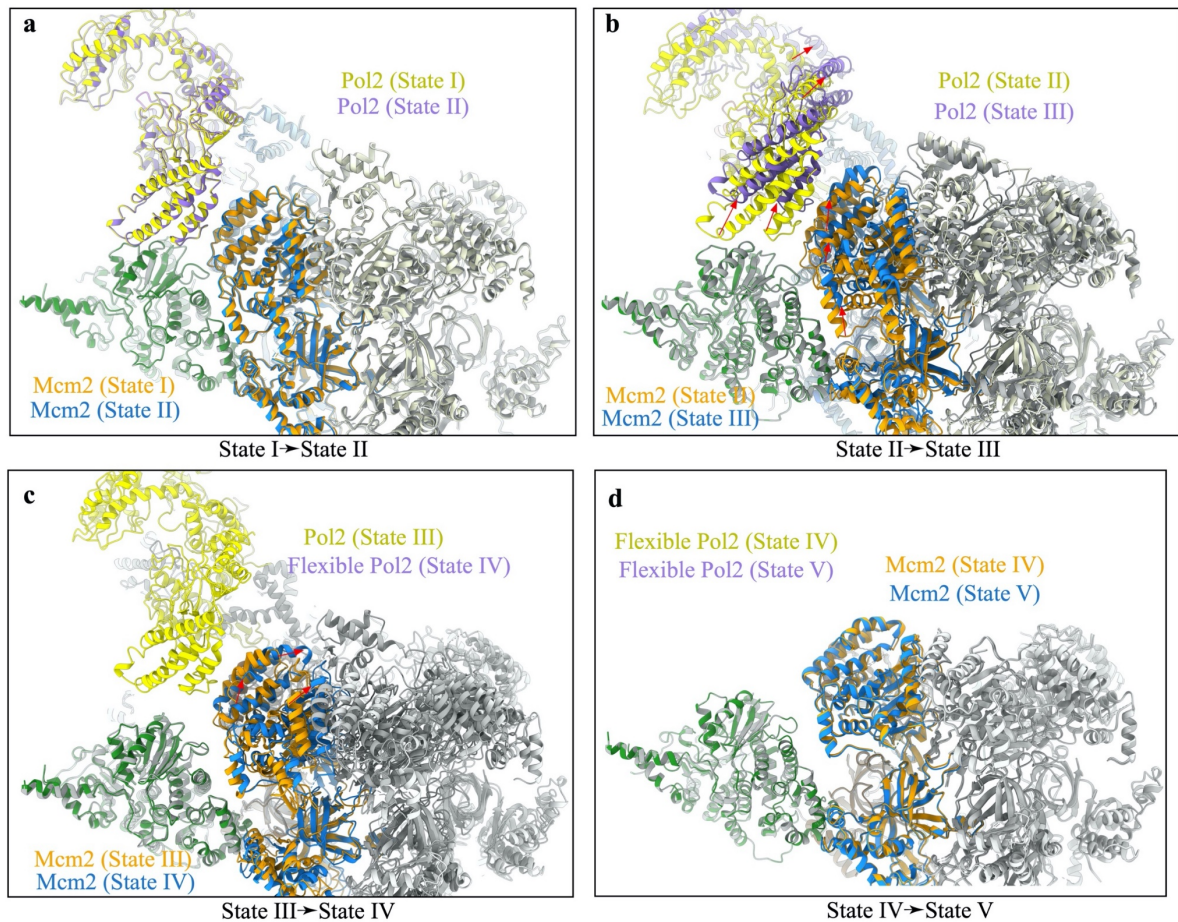 a
Pol2 (State I)
Pol2 (State II)
Mcm2 (State I)
Mcm2 (State II)
State I→State II
b
Pol2 (State II)
Pol2 (State III)
Mcm2 (State II)
Mcm2 (State III)
State II→State III
c
Pol2 (State III)
Flexible Pol2 (State IV)
Mcm2 (State III)
Mcm2 (State IV)
State III→State IV
d
Flexible Pol2 (State IV)
Flexible Pol2 (State V)
Mcm2 (State IV)
Mcm2 (State V)
State IV→State V